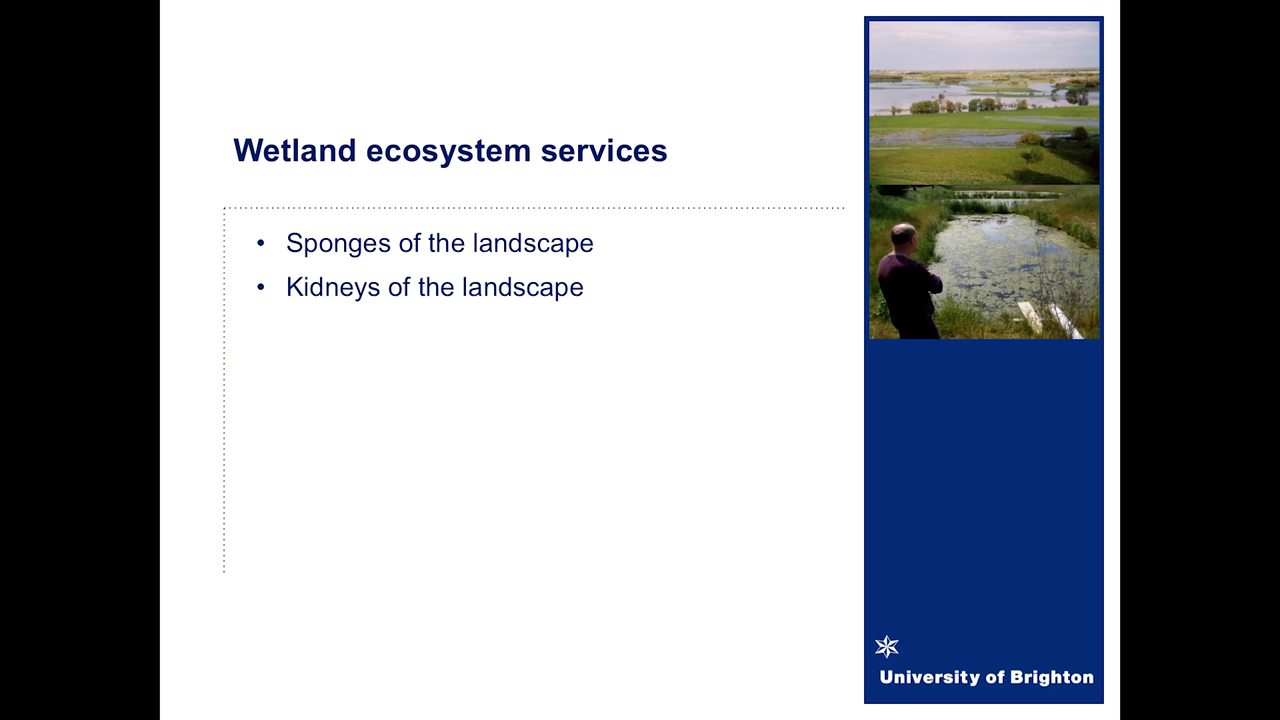 Wetland ecosystem services
• Sponges of the landscape
• Kidneys of the landscape
University of Brighton